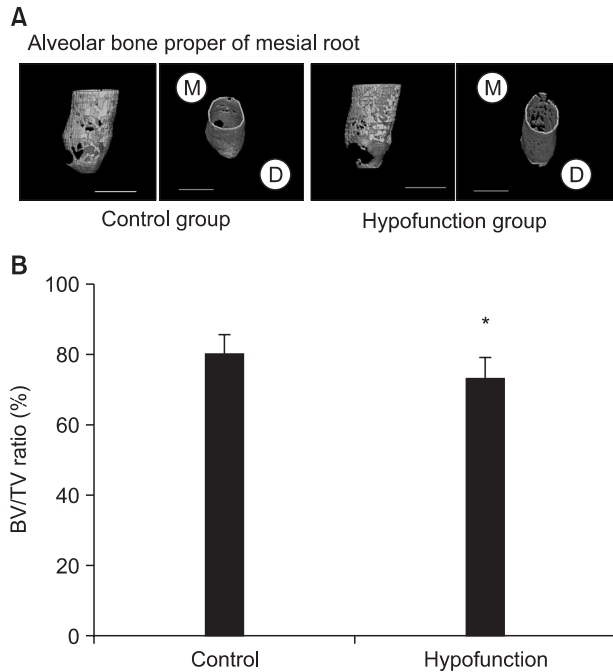 A
Alveolar bone proper of mesial root
M
D
M
D
Control group
Hypofunction group
B
100
80
60
40
20
0
BV/TV ratio (%)
*
Control
Hypofunction